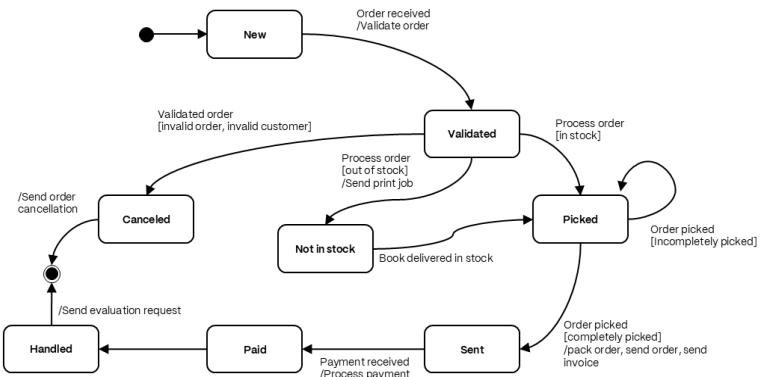 Order received
/Validate order
New
Validated order
[invalid order, invalid customer]
Process order
[in stock]
Validated
Process order
[out of stock]
/Send print job
/Send order
cancellation
Canceled
Picked
Order picked
[Incompletely picked]
Not in stock
Book delivered in stock
/Send evaluation request
Order picked
[completely picked]
/pack order, send order, send
invoice
Handled
Paid
Sent
Payment received
/Process payment